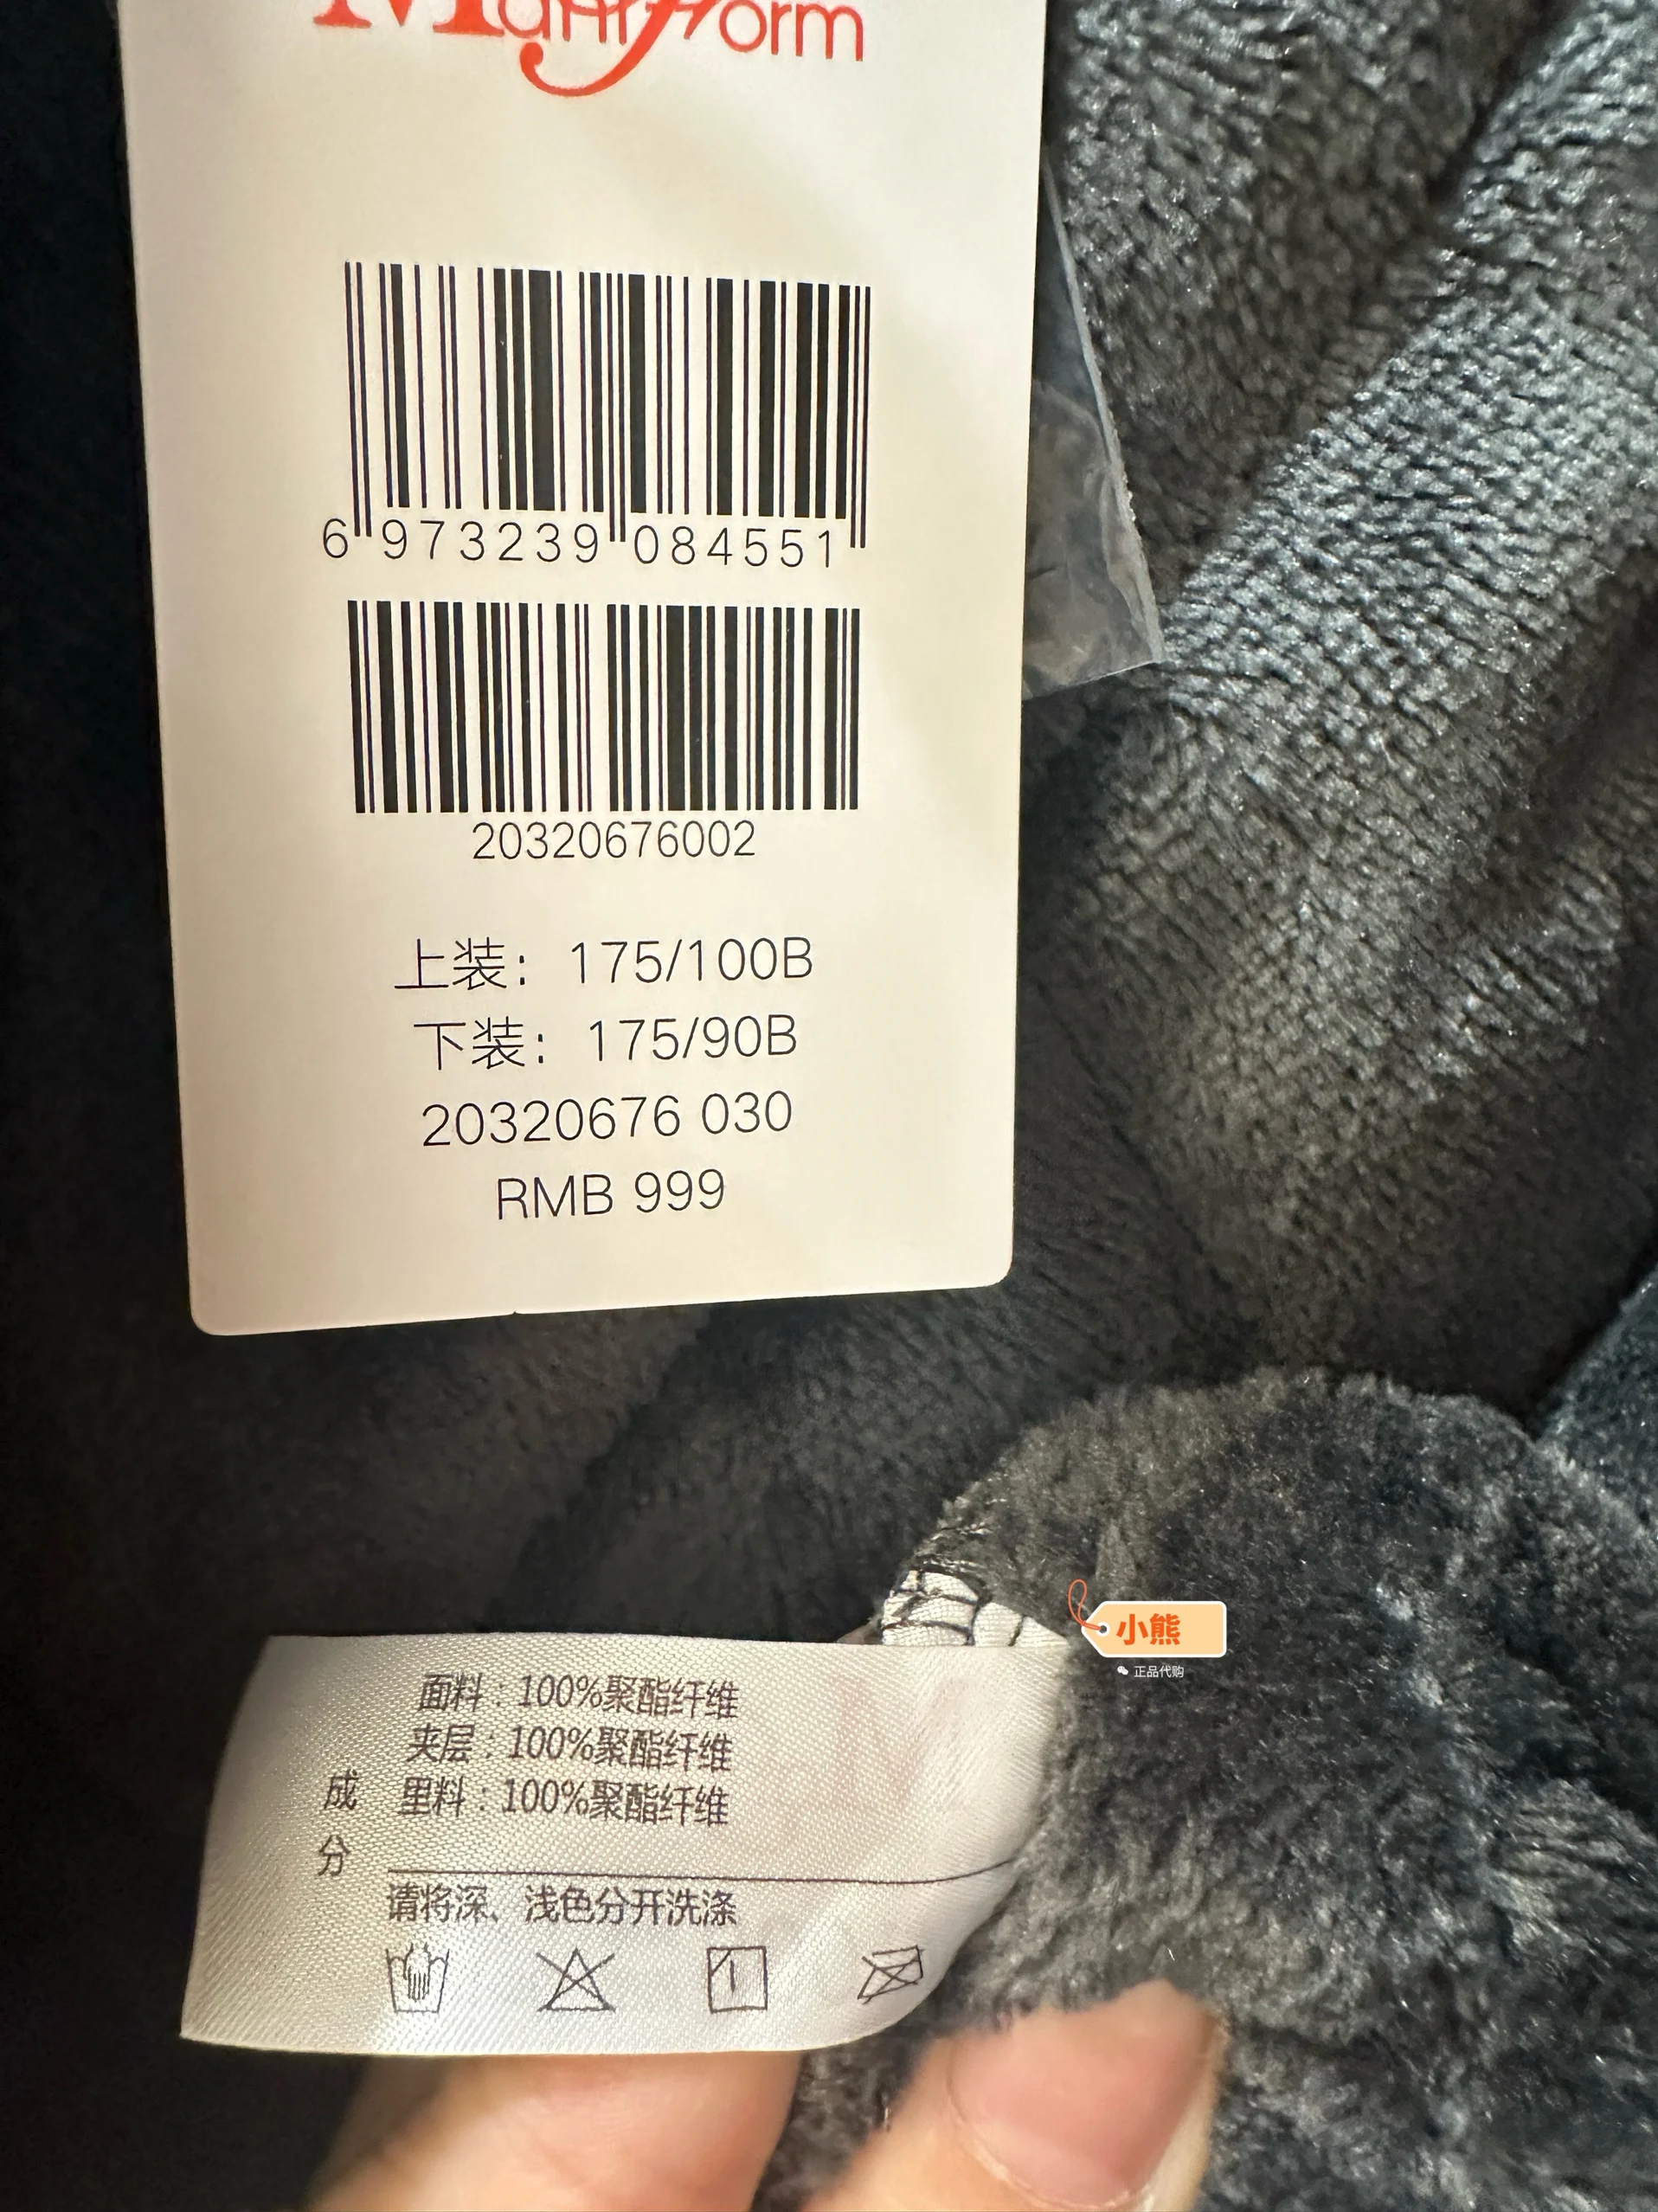 6 973239 084551
20320676002
上装：175/100B
下装：175/90B
20320676 030
RMB 999
小熊
正品代购
面料：100%聚酯纤维
夹层：100%聚酯纤维
里料：100%聚酯纤维
成分
请将深、浅色分开洗涤